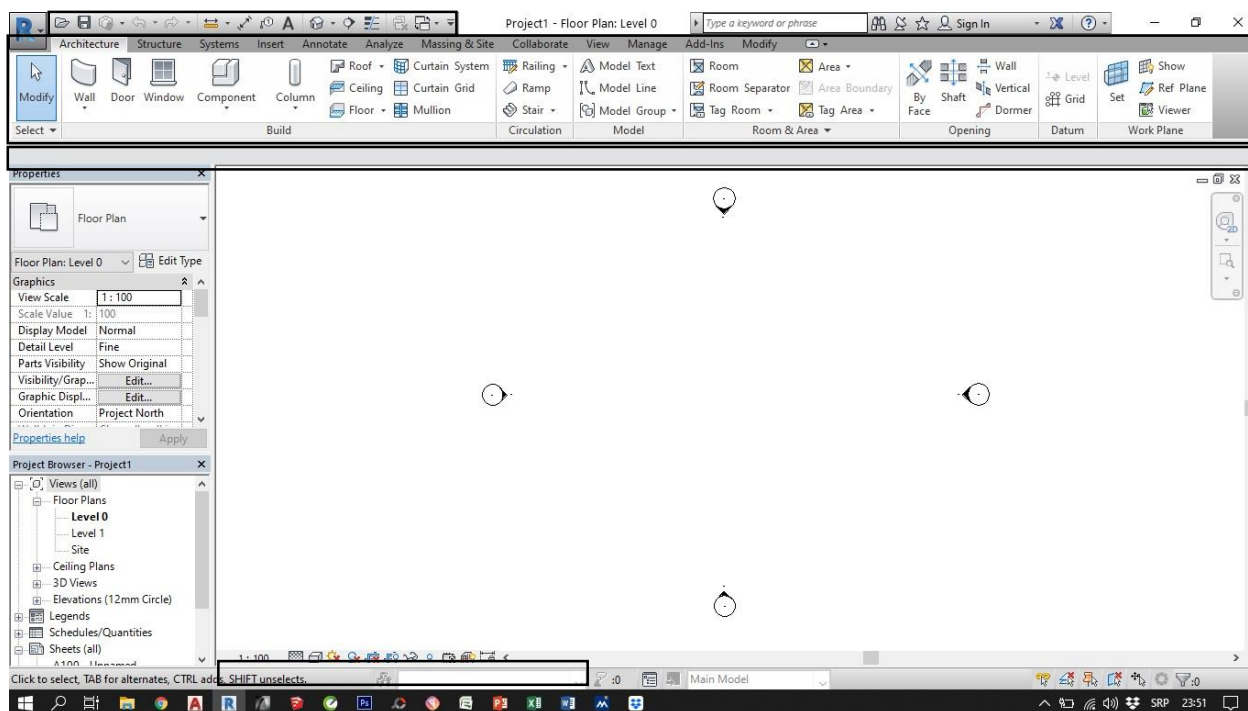 Project1 - Floor Plan: Level 0
Type a keyword or phrase
Sign In
Architecture Structure Systems Insert Annotate Analyze Massing & Site Collaborate View Manage Add-Ins Modify
Modify
Wall
Door
Window
Component
Column
Roof
Ceiling
Floor
Curtain System
Curtain Grid
Mullion
Railing
Ramp
Stair
Model Text
Model Line
Model Group
Room
Room Separator
Tag Room
Area
Area Boundary
Tag Area
By Face
Shaft
Wall
Vertical
Dormer
Level
Grid
Set
Show
Ref Plane
Viewer
Select Build Circulation Model Room & Area Opening Datum Work Plane
Properties
Floor Plan
Floor Plan: Level 0 Edit Type
Graphics
View Scale 1 : 100
Scale Value 1: 100
Display Model Normal
Detail Level Fine
Parts Visibility Show Original
Visibility/Grap... Edit...
Graphic Displ... Edit...
Orientation Project North
Properties help Apply
Project Browser - Project1
Views (all)
Floor Plans
Level 0
Level 1
Site
Ceiling Plans
3D Views
Elevations (12mm Circle)
Legends
Schedules/Quantities
Sheets (all)
A100 - Unnamed
2D
1 : 100
Click to select, TAB for alternates, CTRL adds, SHIFT unselects.
:0
Main Model
:0
SRP 23:51